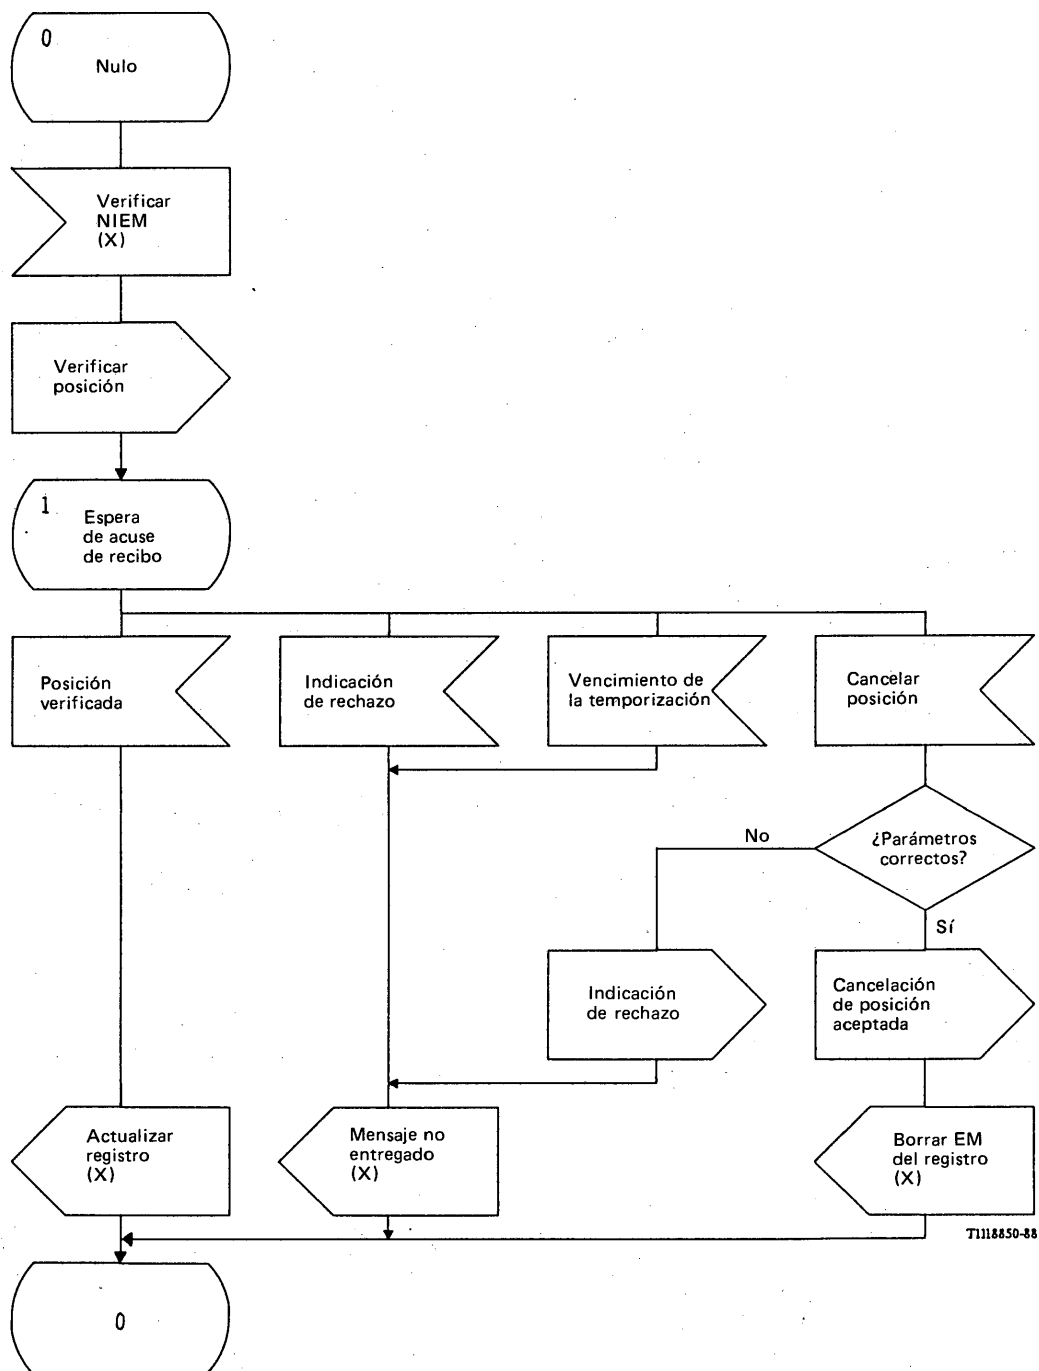 0
Nulo
Verificar
NIEM
(X)
Verificar
posición
1
Espera
de acuse
de recibo
Posición
verificada
Indicación
de rechazo
Vencimiento de
la temporización
Cancelar
posición
¿Parámetros
correctos?
No
Sí
Indicación
de rechazo
Cancelación
de posición
aceptada
Actualizar
registro
(X)
Mensaje no
entregado
(X)
Borrar EM
del registro
(X)
T1118850-88
0